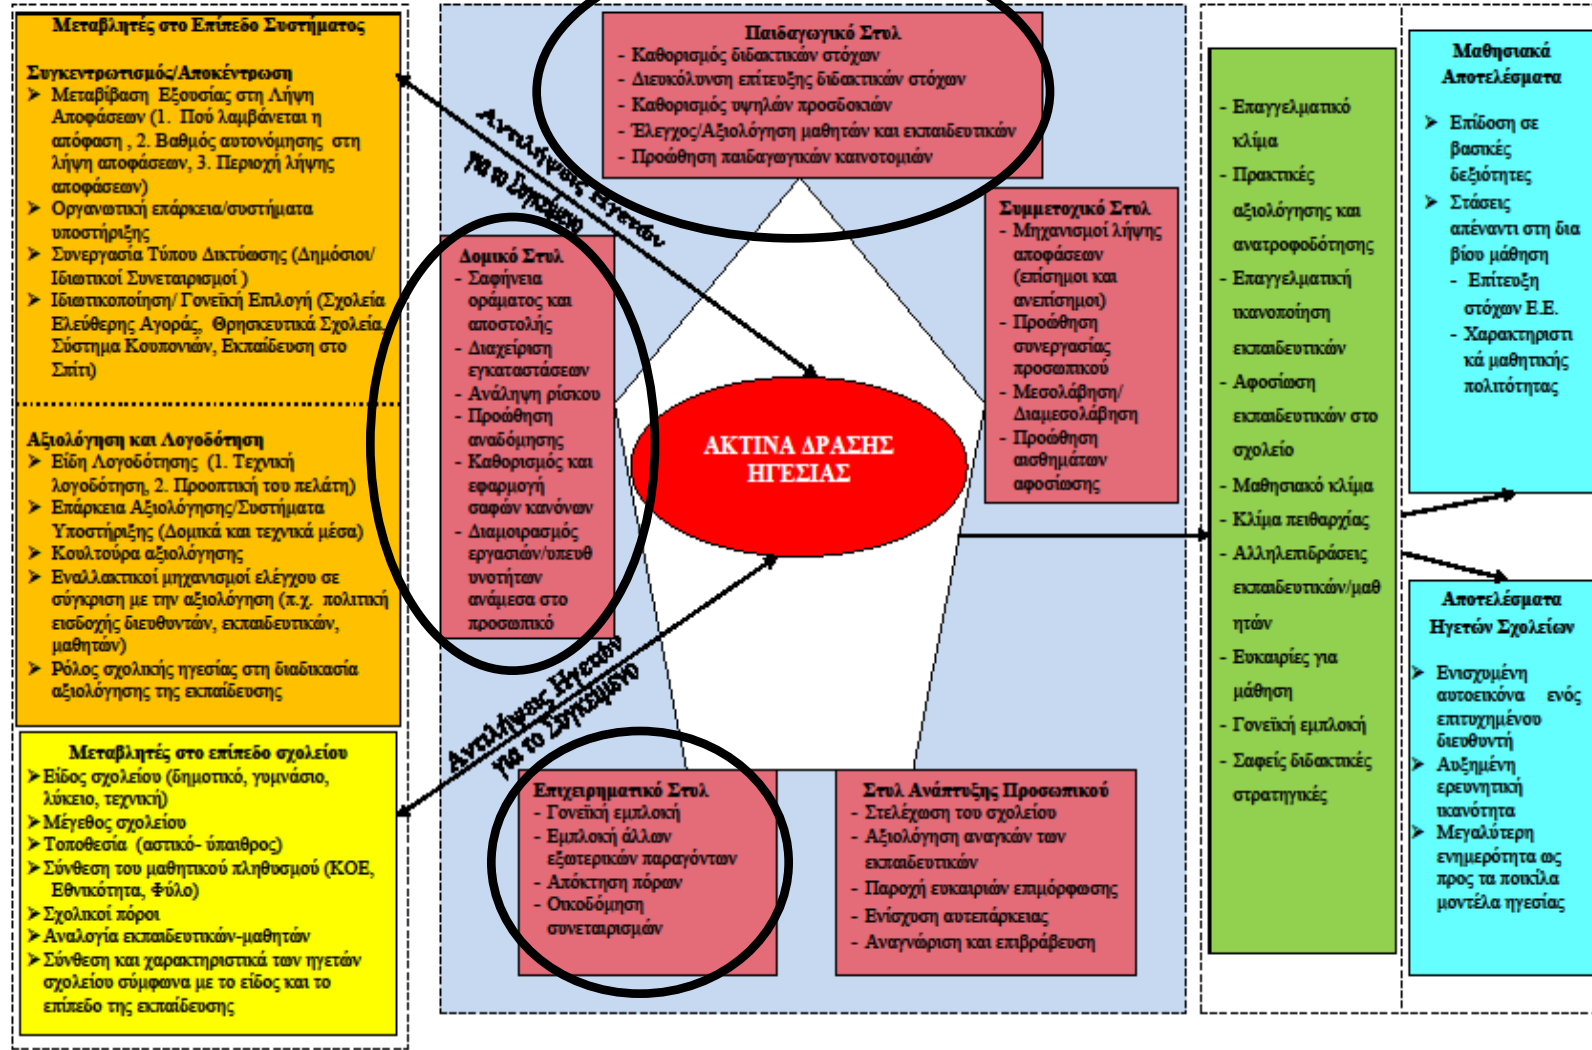 Μεταβλητές στο Επίπεδο Συστήματος
Συγκεντρωτισμός/Αποκέντρωση
➤ Μεταβίβαση Εξουσίας στη Λήψη
Αποφάσεων (1. Πού λαμβάνεται η
απόφαση , 2. Βαθμός αυτονόμησης στη
λήψη αποφάσεων, 3. Περιοχή λήψης
αποφάσεων)
➤ Οργανωτική επάρκεια/συστήματα
υποστήριξης
➤ Συνεργασία Τύπου Δικτύωσης (Δημόσιοι/
Ιδιωτικοί Συνεταιρισμοί )
➤ Ιδιωτικοποίηση/ Γονεϊκή Επιλογή (Σχολεία
Ελεύθερης Αγοράς, Θρησκευτικά Σχολεία,
Σύστημα Κουπονιών, Εκπαίδευση στο
Σπίτι)
Αξιολόγηση και Λογοδότηση
➤ Είδη Λογοδότησης (1. Τεχνική
λογοδότηση, 2. Προοπτική του πελάτη)
➤ Επάρκεια Αξιολόγησης/Συστήματα
Υποστήριξης (Δομικά και τεχνικά μέσα)
➤ Κουλτούρα αξιολόγησης
➤ Εναλλακτικοί μηχανισμοί ελέγχου σε
σύγκριση με την αξιολόγηση (π.χ. πολιτική
εισδοχής διευθυντών, εκπαιδευτικών,
μαθητών)
➤ Ρόλος σχολικής ηγεσίας στη διαδικασία
αξιολόγησης της εκπαίδευσης
Μεταβλητές στο επίπεδο σχολείου
➤ Είδος σχολείου (δημοτικό, γυμνάσιο,
λύκειο, τεχνική)
➤ Μέγεθος σχολείου
➤ Τοποθεσία (αστικό- ύπαιθρος)
➤ Σύνθεση του μαθητικού πληθυσμού (ΚΟΕ,
Εθνικότητα, Φύλο)
➤ Σχολικοί πόροι
➤ Αναλογία εκπαιδευτικών-μαθητών
➤ Σύνθεση και χαρακτηριστικά των ηγετών
σχολείου σύμφωνα με το είδος και το
επίπεδο της εκπαίδευσης
Αντιλήψεις Ηγετών
για το Συγκείμενο
Αντιλήψεις Ηγετών
για το Συγκείμενο
Παιδαγωγικό Στυλ
- Καθορισμός διδακτικών στόχων
- Διευκόλυνση επίτευξης διδακτικών στόχων
- Καθορισμός υψηλών προσδοκιών
- Έλεγχος/Αξιολόγηση μαθητών και εκπαιδευτικών
- Προώθηση παιδαγωγικών καινοτομιών
Δομικό Στυλ
- Σαφήνεια
οράματος και
αποστολής
- Διαχείριση
εγκαταστάσεων
- Ανάληψη ρίσκου
- Προώθηση
αναδόμησης
- Καθορισμός και
εφαρμογή
σαφών κανόνων
- Διαμοιρασμός
εργασιών/υπευθ
υνοτήτων
ανάμεσα στο
προσωπικό
ΑΚΤΙΝΑ ΔΡΑΣΗΣ
ΗΓΕΣΙΑΣ
Συμμετοχικό Στυλ
- Μηχανισμοί λήψης
αποφάσεων
(επίσημοι και
ανεπίσημοι)
- Προώθηση
συνεργασίας
προσωπικού
- Μεσολάβηση/
Διαμεσολάβηση
- Προώθηση
αισθημάτων
αφοσίωσης
Επιχειρηματικό Στυλ
- Γονεϊκή εμπλοκή
- Εμπλοκή άλλων
εξωτερικών παραγόντων
- Απόκτηση πόρων
- Οικοδόμηση
συνεταιρισμών
Στυλ Ανάπτυξης Προσωπικού
- Στελέχωση του σχολείου
- Αξιολόγηση αναγκών των
εκπαιδευτικών
- Παροχή ευκαιριών επιμόρφωσης
- Ενίσχυση αυτεπάρκειας
- Αναγνώριση και επιβράβευση
- Επαγγελματικό
κλίμα
- Πρακτικές
αξιολόγησης και
ανατροφοδότησης
- Επαγγελματική
ικανοποίηση
εκπαιδευτικών
- Αφοσίωση
εκπαιδευτικών στο
σχολείο
- Μαθησιακό κλίμα
- Κλίμα πειθαρχίας
- Αλληλεπιδράσεις
εκπαιδευτικών/μαθ
ητών
- Ευκαιρίες για
μάθηση
- Γονεϊκή εμπλοκή
- Σαφείς διδακτικές
στρατηγικές
Μαθησιακά
Αποτελέσματα
➤ Επίδοση σε
βασικές
δεξιότητες
➤ Στάσεις
απέναντι στη δια
βίου μάθηση
- Επίτευξη
στόχων Ε.Ε.
- Χαρακτηριστι
κά μαθητικής
πολιτότητας
Αποτελέσματα
Ηγετών Σχολείων
➤ Ενισχυμένη
αυτοεικόνα ενός
επιτυχημένου
διευθυντή
➤ Αυξημένη
ερευνητική
ικανότητα
➤ Μεγαλύτερη
ενημερότητα ως
προς τα ποικίλα
μοντέλα ηγεσίας